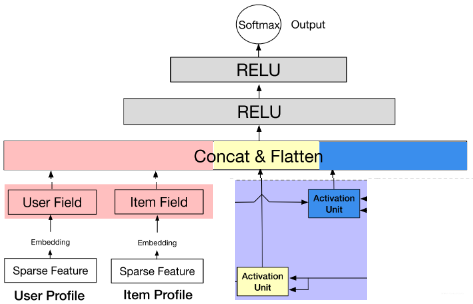 Softmax Output
RELU
RELU
Concat & Flatten
User Field Item Field Activation Unit
Embedding Embedding
Sparse Feature Sparse Feature Activation Unit
User Profile Item Profile